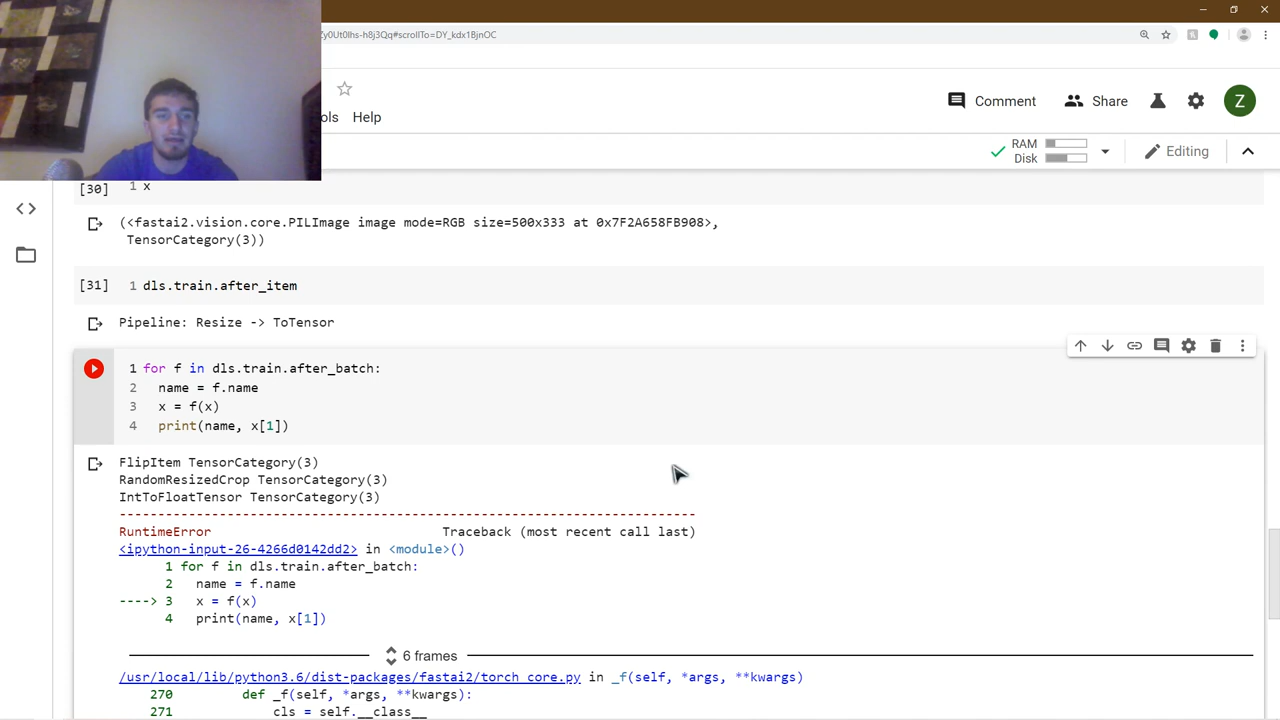 Zy0Ut0Ihs-h8j3Qq#scrollTo=DY_kdx1BjnOC
ols Help
Comment Share Z
RAM
Disk
Editing
[30] 1 x
(<fastai2.vision.core.PILImage image mode=RGB size=500x333 at 0x7F2A658FB908>,
TensorCategory(3))
[31] 1 dls.train.after_item
Pipeline: Resize -> ToTensor
1 for f in dls.train.after_batch:
2 name = f.name
3 x = f(x)
4 print(name, x[1])
FlipItem TensorCategory(3)
RandomResizedCrop TensorCategory(3)
IntToFloatTensor TensorCategory(3)
---------------------------------------------------------------------------
RuntimeError Traceback (most recent call last)
<ipython-input-26-4266d0142dd2> in <module>()
1 for f in dls.train.after_batch:
2 name = f.name
----> 3 x = f(x)
4 print(name, x[1])
6 frames
/usr/local/lib/python3.6/dist-packages/fastai2/torch_core.py in _f(self, *args, **kwargs)
270 def _f(self, *args, **kwargs):
271 cls = self.__class__